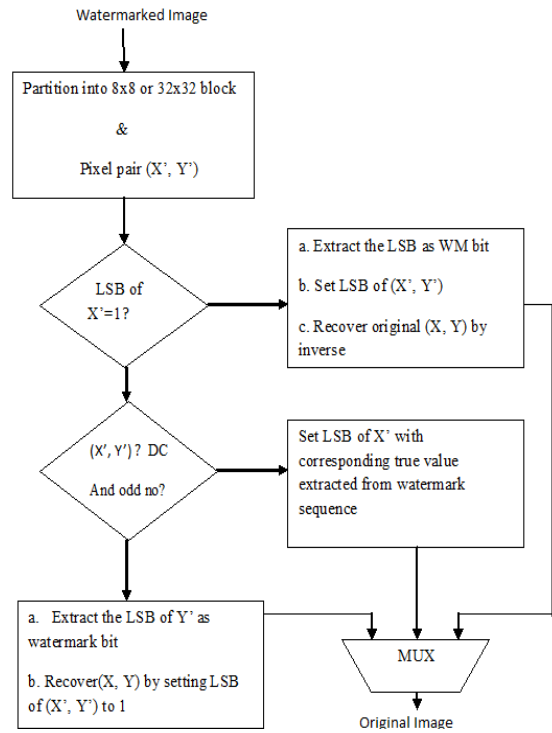 Watermarked Image
Partition into 8x8 or 32x32 block
&
Pixel pair (X’, Y’)
LSB of
X’=1?
a. Extract the LSB as WM bit
b. Set LSB of (X’, Y’)
c. Recover original (X, Y) by
inverse
(X’, Y’) ? DC
And odd no?
Set LSB of X’ with
corresponding true value
extracted from watermark
sequence
a. Extract the LSB of Y’ as
watermark bit
b. Recover(X, Y) by setting LSB
of (X’, Y’) to 1
MUX
Original Image